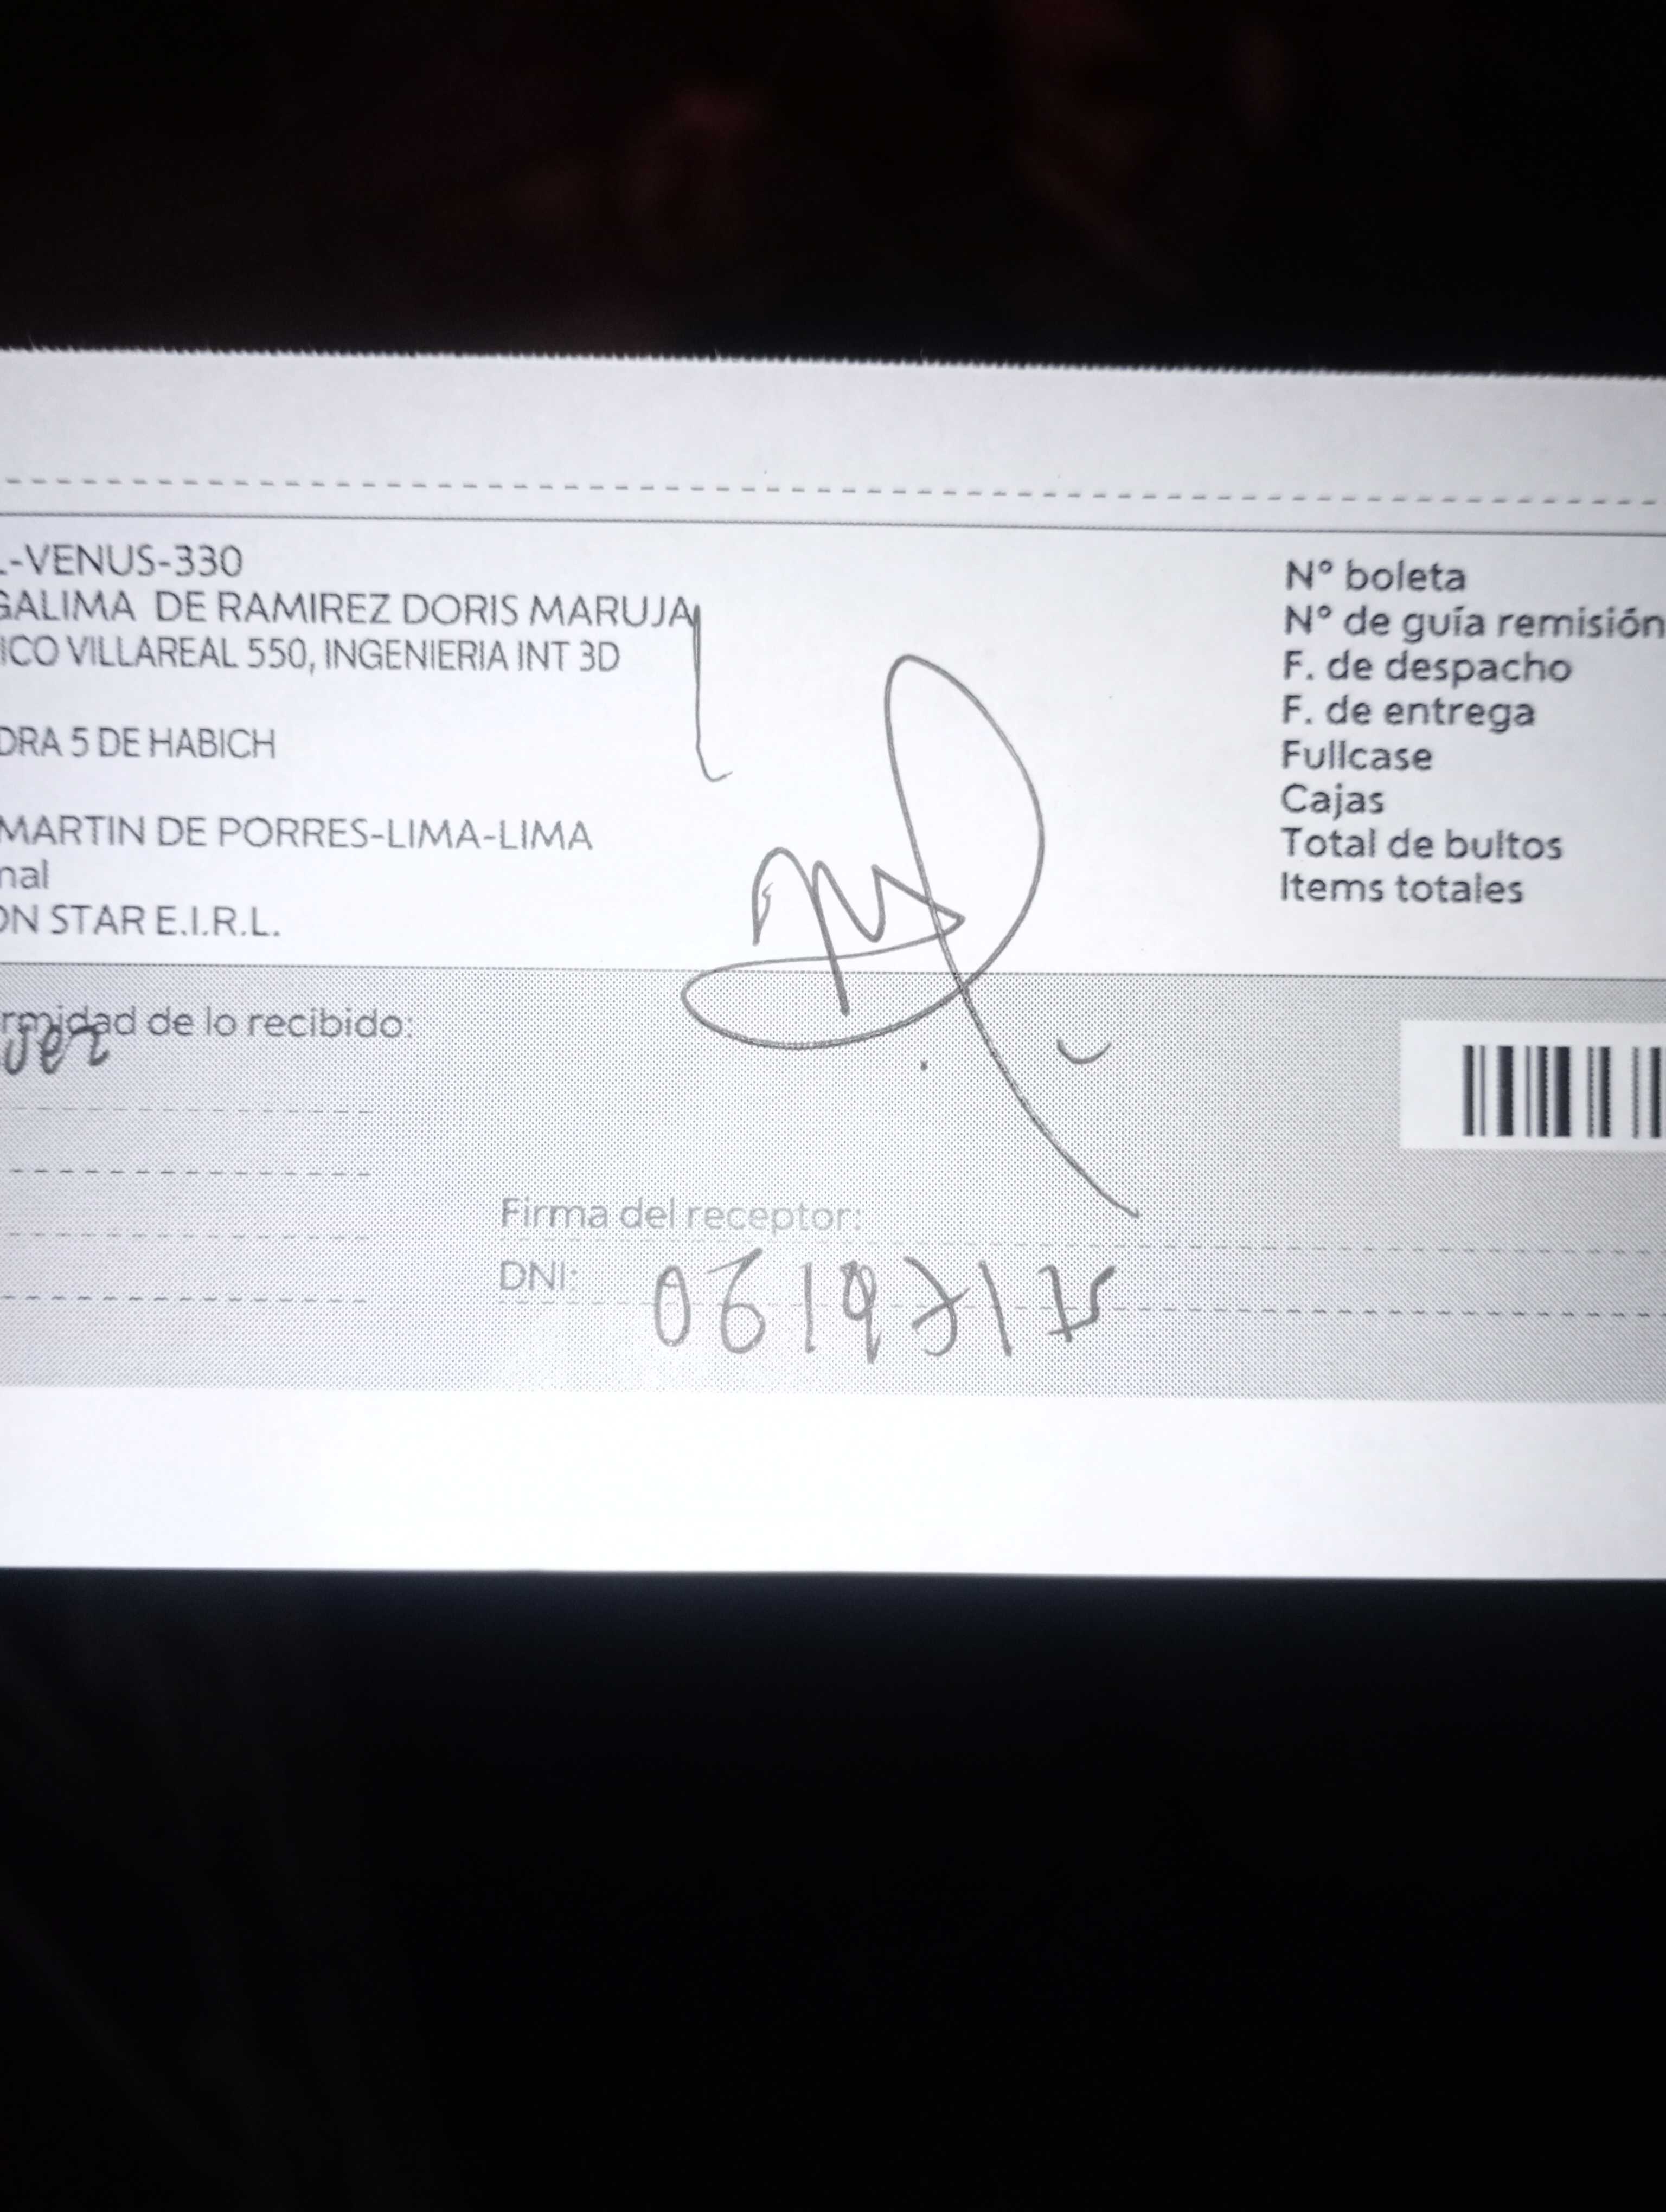 -VENUS-330
GALIMA DE RAMIREZ DORIS MARUJA
ICO VILLAREAL 550, INGENIERIA INT 3D
DRA 5 DE HABICH
MARTIN DE PORRES-LIMA-LIMA
nal
ON STAR E.I.R.L.
N° boleta
N° de guía remisión
F. de despacho
F. de entrega
Fullcase
Cajas
Total de bultos
Items totales
rmidad de lo recibido:
Firma del receptor:
DNI: